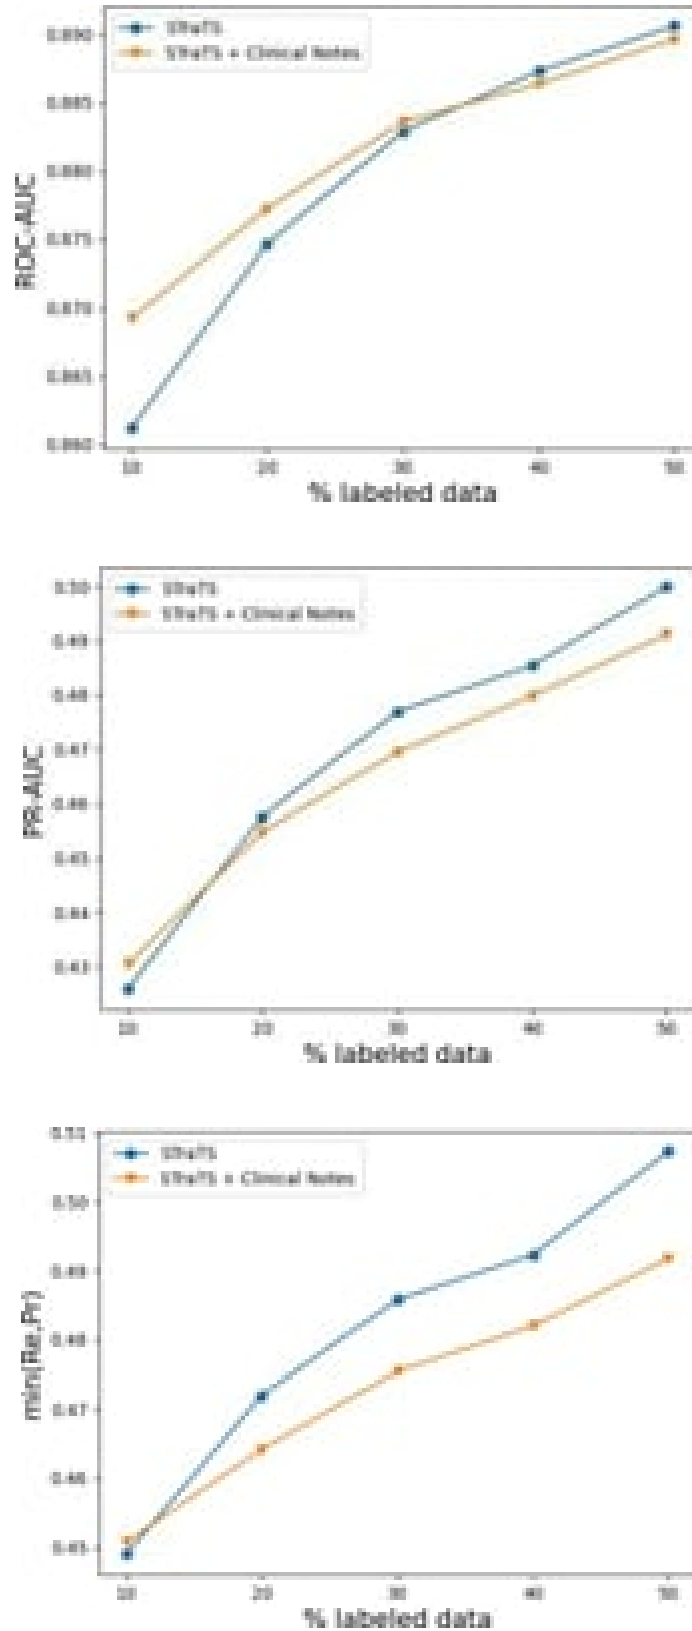 0.890
STraTS
STraTS + Clinical Notes
0.885
0.880
0.875
0.870
0.865
0.860
ROC-AUC
10 20 30 40 50
% labeled data
0.50
STraTS
STraTS + Clinical Notes
0.49
0.48
0.47
0.46
0.45
0.44
0.43
PR-AUC
10 20 30 40 50
% labeled data
0.51
STraTS
STraTS + Clinical Notes
0.50
0.49
0.48
0.47
0.46
0.45
min(Re,Pr)
10 20 30 40 50
% labeled data